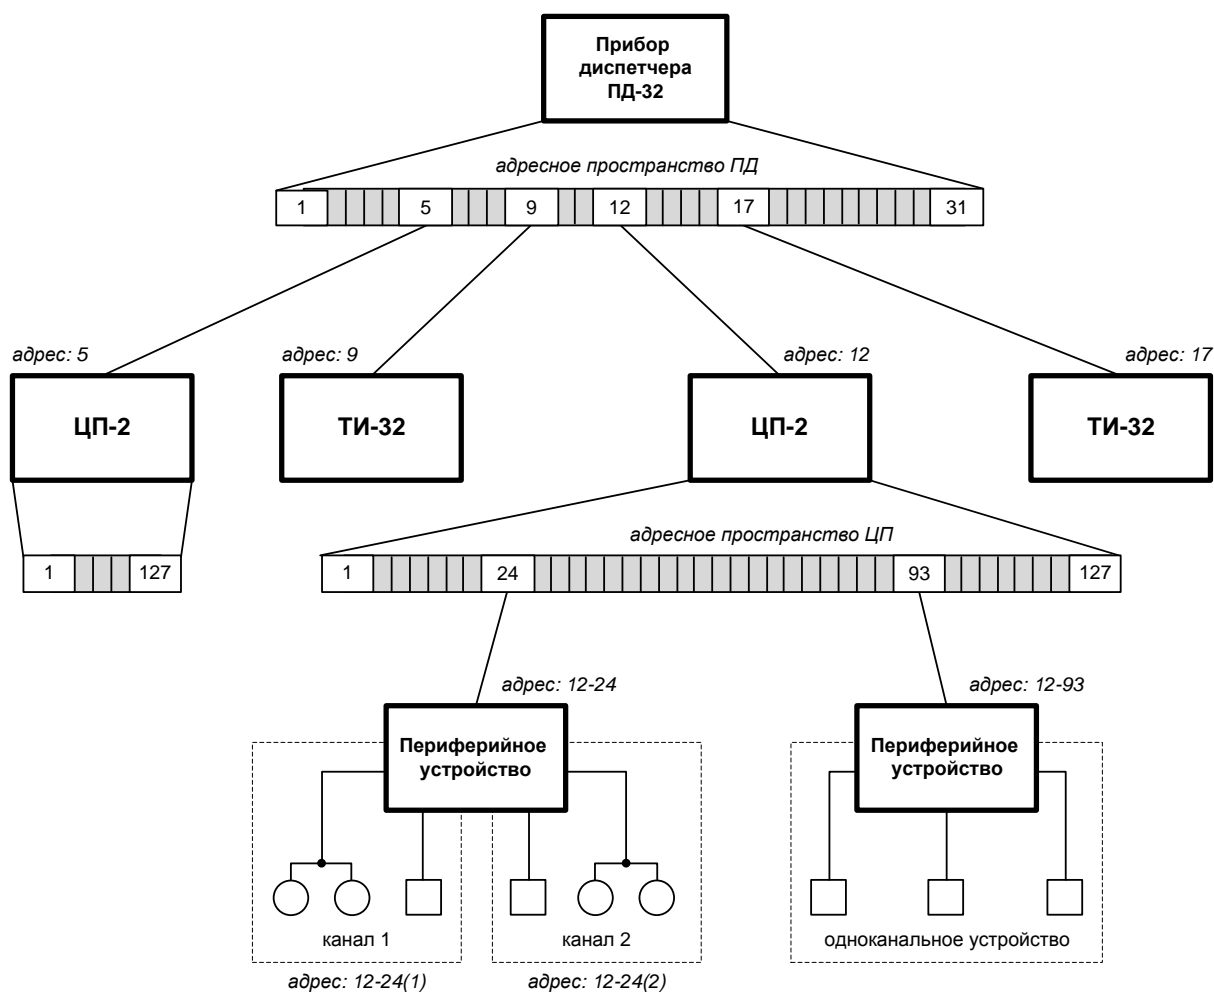 Прибор
диспетчера
ПД-32
адресное пространство ПД
1 5 9 12 17 31
адрес: 5 адрес: 9 адрес: 12 адрес: 17
ЦП-2 ТИ-32 ЦП-2 ТИ-32
адресное пространство ЦП
1 127 1 24 93 127
адрес: 12-24 адрес: 12-93
Периферийное
устройство
Периферийное
устройство
канал 1 канал 2 одноканальное устройство
адрес: 12-24(1) адрес: 12-24(2)